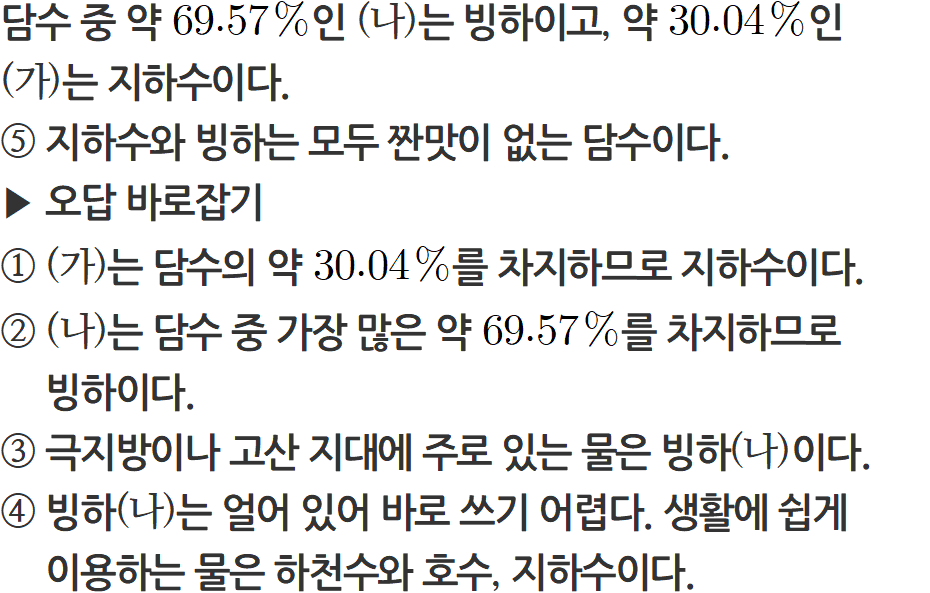 담수 중 약 69.57%인 (나)는 빙하이고, 약 30.04%인
(가)는 지하수이다.
⑤ 지하수와 빙하는 모두 짠맛이 없는 담수이다.
▶ 오답 바로잡기
① (가)는 담수의 약 30.04%를 차지하므로 지하수이다.
② (나)는 담수 중 가장 많은 약 69.57%를 차지하므로
빙하이다.
③ 극지방이나 고산 지대에 주로 있는 물은 빙하(나)이다.
④ 빙하(나)는 얼어 있어 바로 쓰기 어렵다. 생활에 쉽게
이용하는 물은 하천수와 호수, 지하수이다.